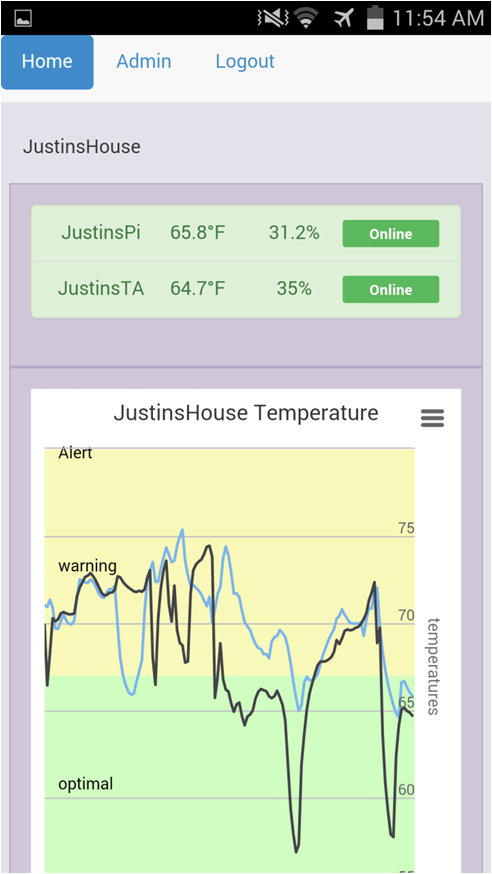 11:54 AM
Home Admin Logout
JustinsHouse
JustinsPi 65.8°F 31.2% Online
JustinsTA 64.7°F 35% Online
JustinsHouse Temperature
Alert
75
warning
70
temperatures
65
optimal
60
55